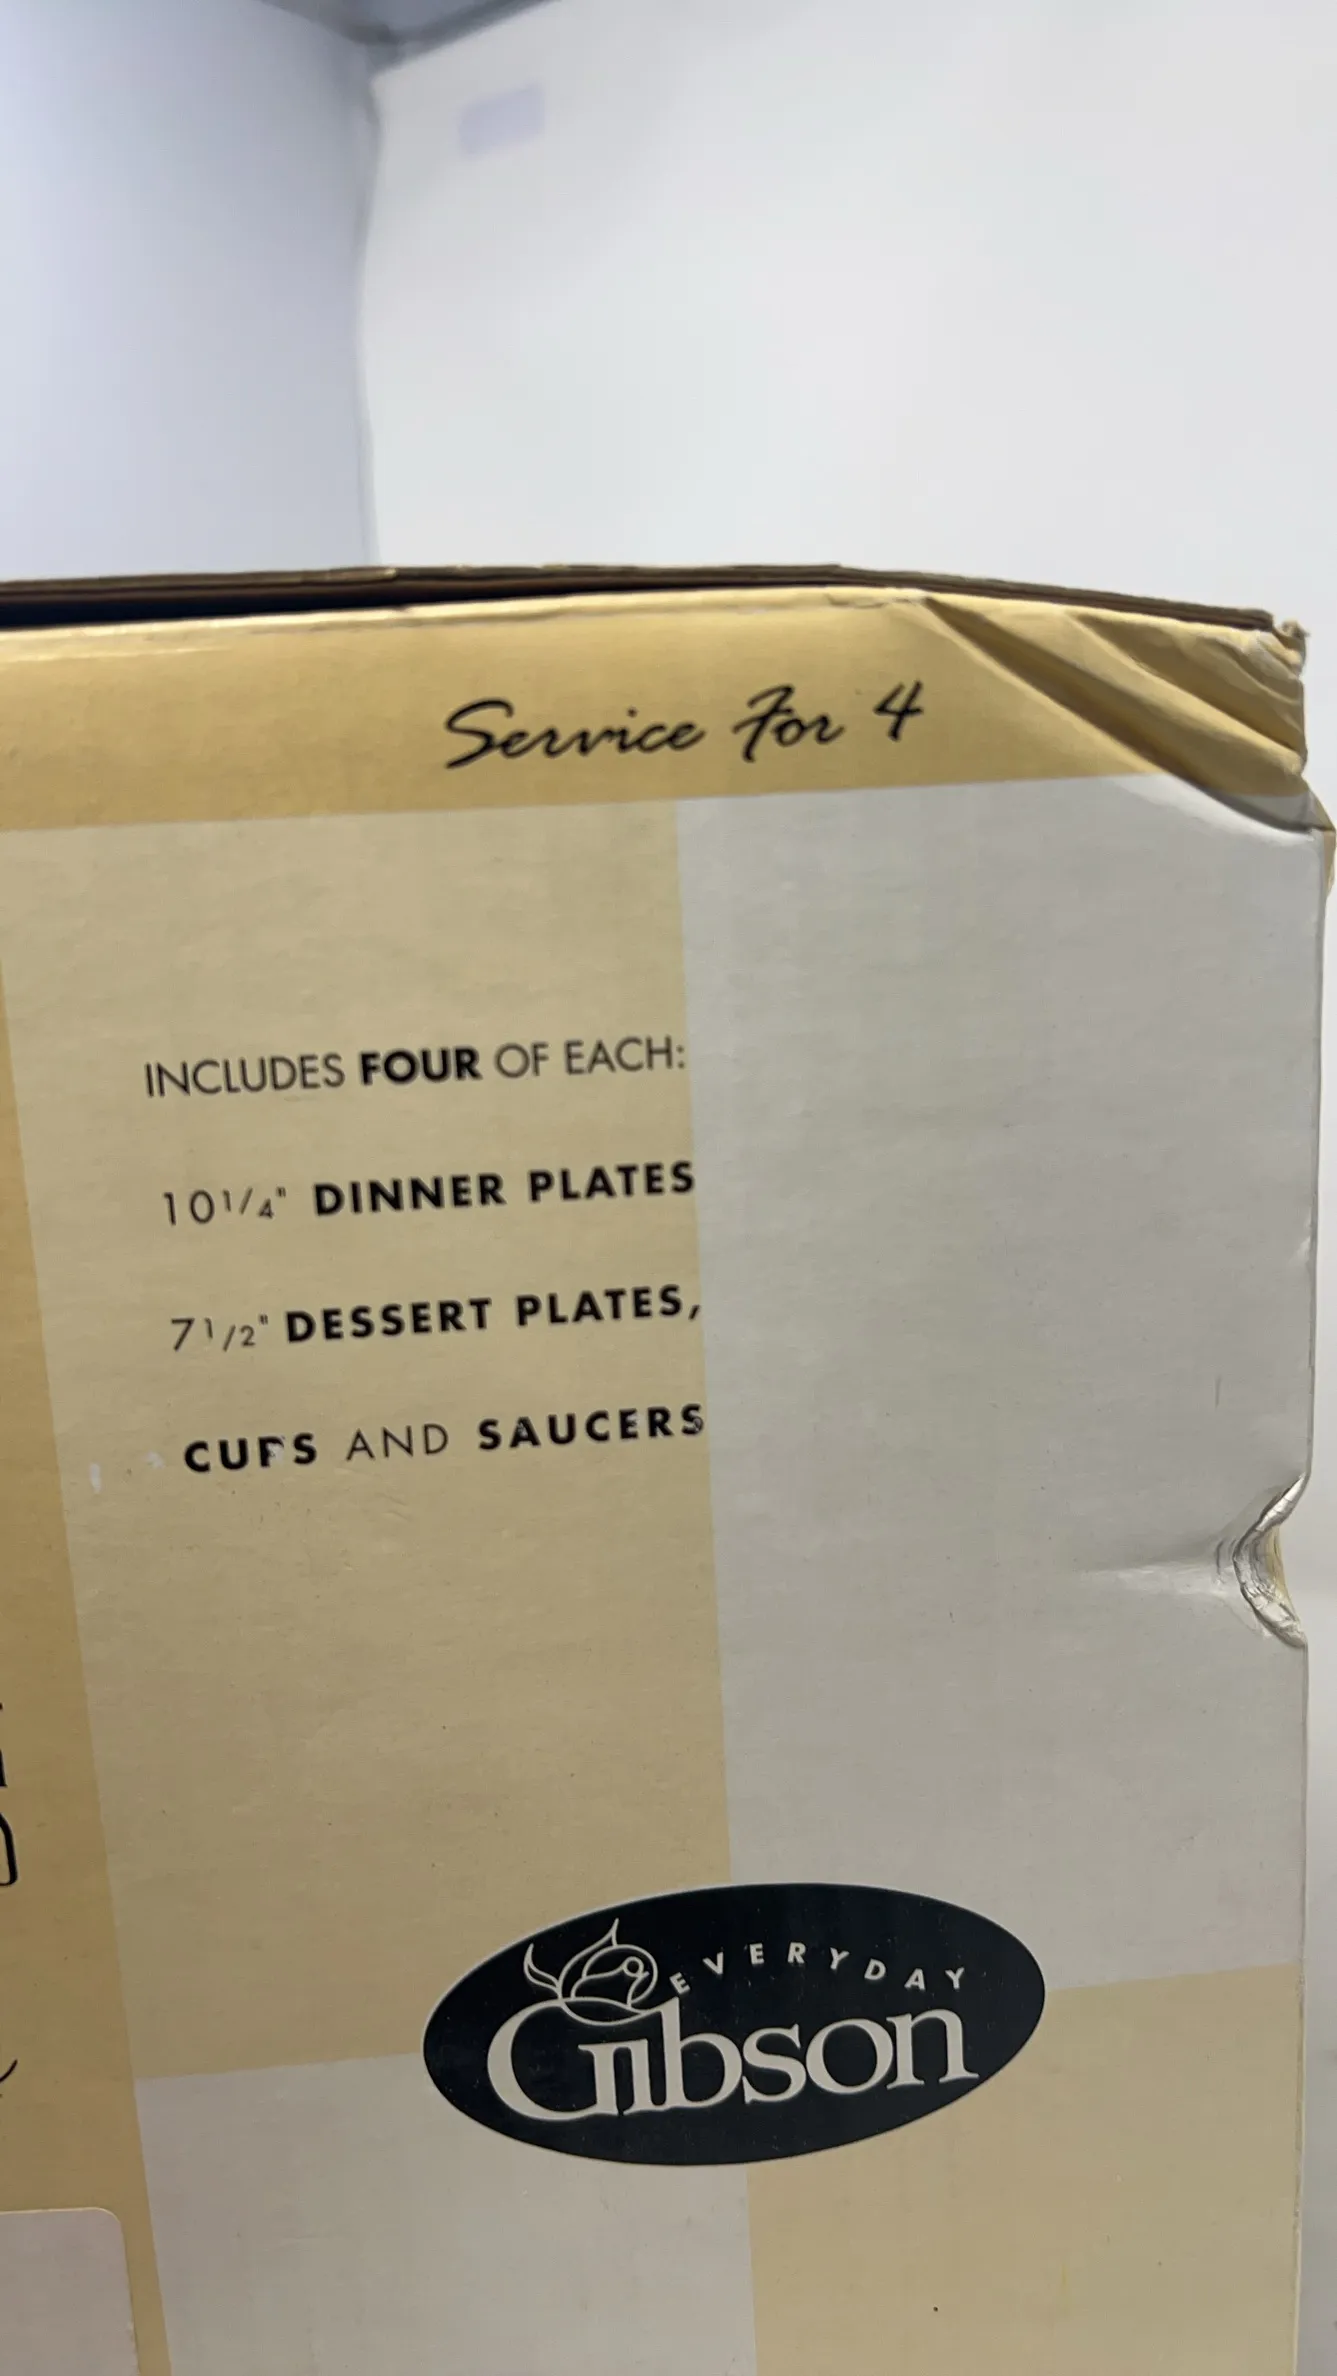 Service For 4
INCLUDES FOUR OF EACH:
10 1/4" DINNER PLATES
7 1/2" DESSERT PLATES,
CUPS AND SAUCERS
EVERYDAY
Gibson